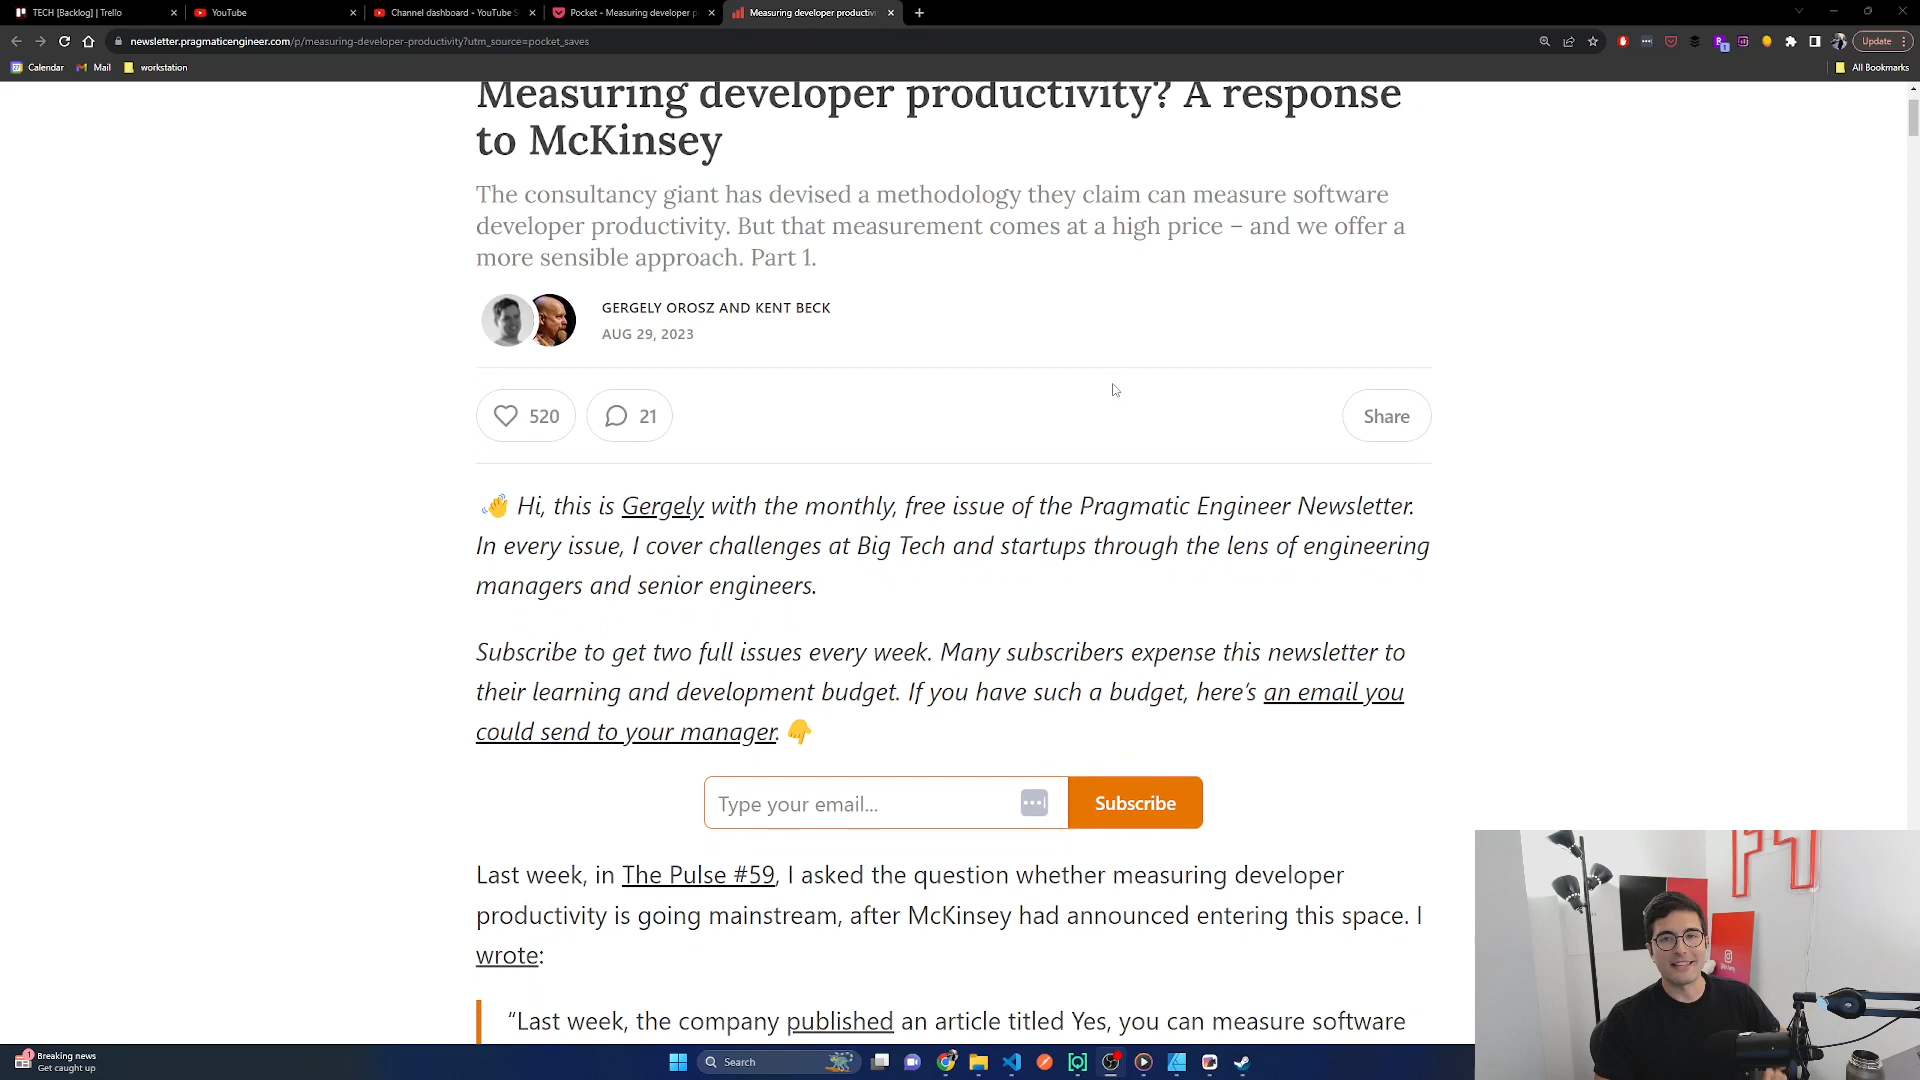 TECH [Backlog] | Trello
YouTube
Channel dashboard - YouTube S
Pocket - Measuring developer p
Measuring developer productivi
newsletter.pragmaticengineer.com/p/measuring-developer-productivity?utm_source=pocket_saves
Update
Calendar
Mail
workstation
All Bookmarks
Measuring developer productivity? A response
to McKinsey
The consultancy giant has devised a methodology they claim can measure software
developer productivity. But that measurement comes at a high price – and we offer a
more sensible approach. Part 1.
GERGELY OROSZ AND KENT BECK
AUG 29, 2023
520
21
Share
👋 Hi, this is Gergely with the monthly, free issue of the Pragmatic Engineer Newsletter.
In every issue, I cover challenges at Big Tech and startups through the lens of engineering
managers and senior engineers.
Subscribe to get two full issues every week. Many subscribers expense this newsletter to
their learning and development budget. If you have such a budget, here’s an email you
could send to your manager. 👇
Type your email...
Subscribe
Last week, in The Pulse #59, I asked the question whether measuring developer
productivity is going mainstream, after McKinsey had announced entering this space. I
wrote:
“Last week, the company published an article titled Yes, you can measure software
1
Breaking news
Get caught up
Search